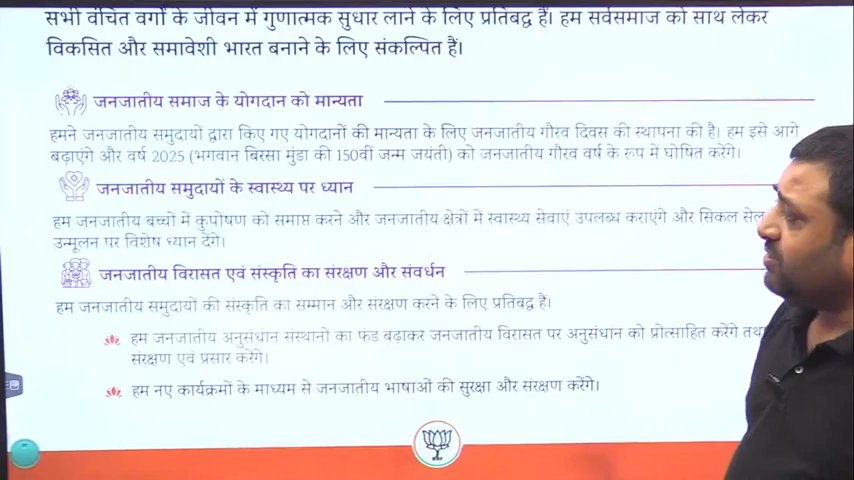 सभी वंचित वर्गों के जीवन में गुणात्मक सुधार लाने के लिए प्रतिबद्ध हैं। हम सर्वसमाज को साथ लेकर
विकसित और समावेशी भारत बनाने के लिए संकल्पित हैं।
जनजातीय समाज के योगदान को मान्यता
हमने जनजातीय समुदायों द्वारा किए गए योगदानों की मान्यता के लिए जनजातीय गौरव दिवस की स्थापना की है। हम इसे आगे
बढ़ाएंगे और वर्ष 2025 (भगवान बिरसा मुंडा की 150वीं जन्म जयंती) को जनजातीय गौरव वर्ष के रूप में घोषित करेंगे।
जनजातीय समुदायों के स्वास्थ्य पर ध्यान
हम जनजातीय बच्चों में कुपोषण को समाप्त करने और जनजातीय क्षेत्रों में स्वास्थ्य सेवाएं उपलब्ध कराएंगे और सिकल सेल
उन्मूलन पर विशेष ध्यान देंगे।
जनजातीय विरासत एवं संस्कृति का संरक्षण और संवर्धन
हम जनजातीय समुदायों की संस्कृति का सम्मान और संरक्षण करने के लिए प्रतिबद्ध हैं।
हम जनजातीय अनुसंधान संस्थानों का फंड बढ़ाकर जनजातीय विरासत पर अनुसंधान को प्रोत्साहित करेंगे तथा
संरक्षण एवं प्रसार करेंगे।
हम नए कार्यक्रमों के माध्यम से जनजातीय भाषाओं की सुरक्षा और संरक्षण करेंगे।